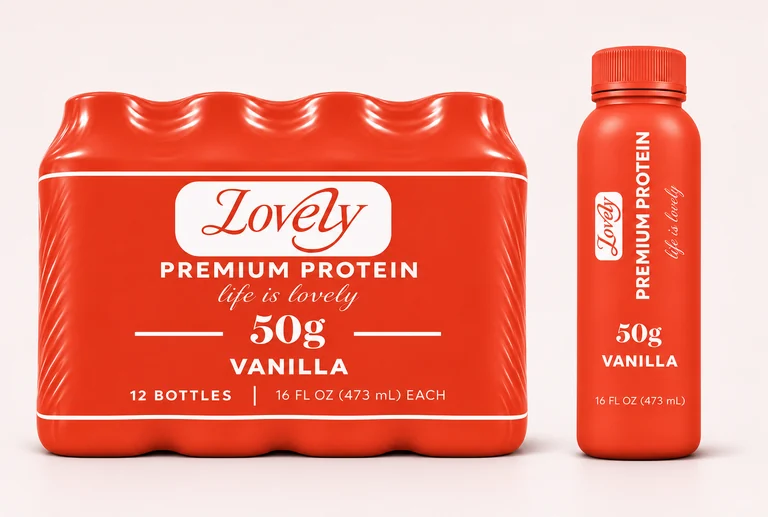 Lovely
PREMIUM PROTEIN
life is lovely
50g
VANILLA
12 BOTTLES | 16 FL OZ (473 mL) EACH
Lovely
PREMIUM PROTEIN
life is lovely
50g
VANILLA
16 FL OZ (473 mL)